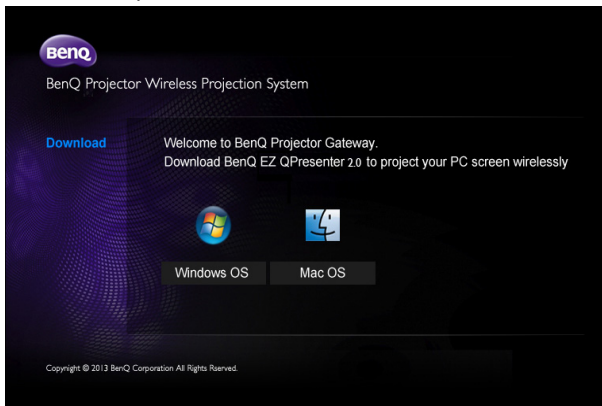 BenQ
BenQ Projector Wireless Projection System
Download
Welcome to BenQ Projector Gateway.
Download BenQ EZ QPresenter 2.0 to project your PC screen wirelessly
Windows OS
Mac OS
Copyright © 2013 BenQ Corporation All Rights Rserved.